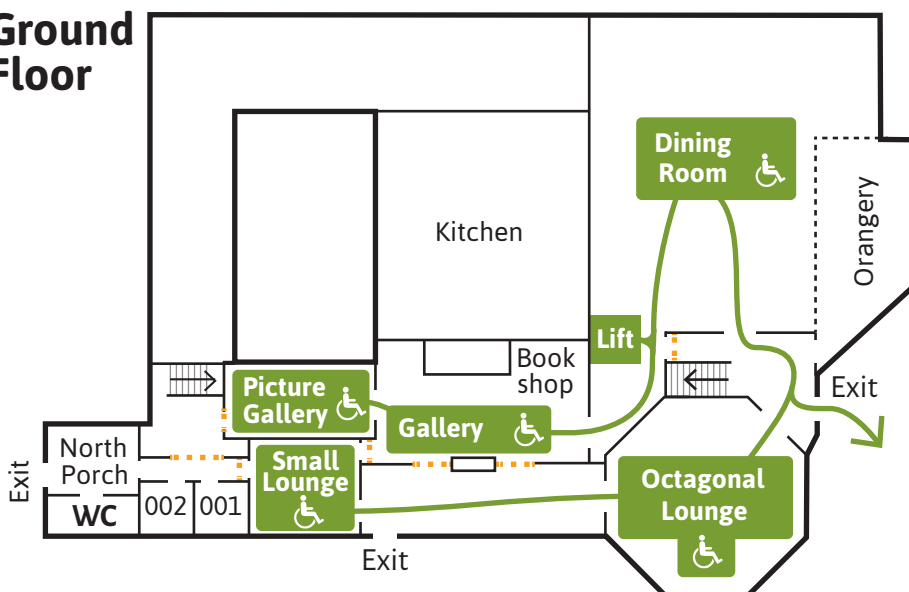 Ground
Floor
Dining
Room
Kitchen
Orangery
Lift
Book
shop
Picture
Gallery
Gallery
Exit
North
Porch
Small
Lounge
Octagonal
Lounge
Exit
WC
002
001
Exit